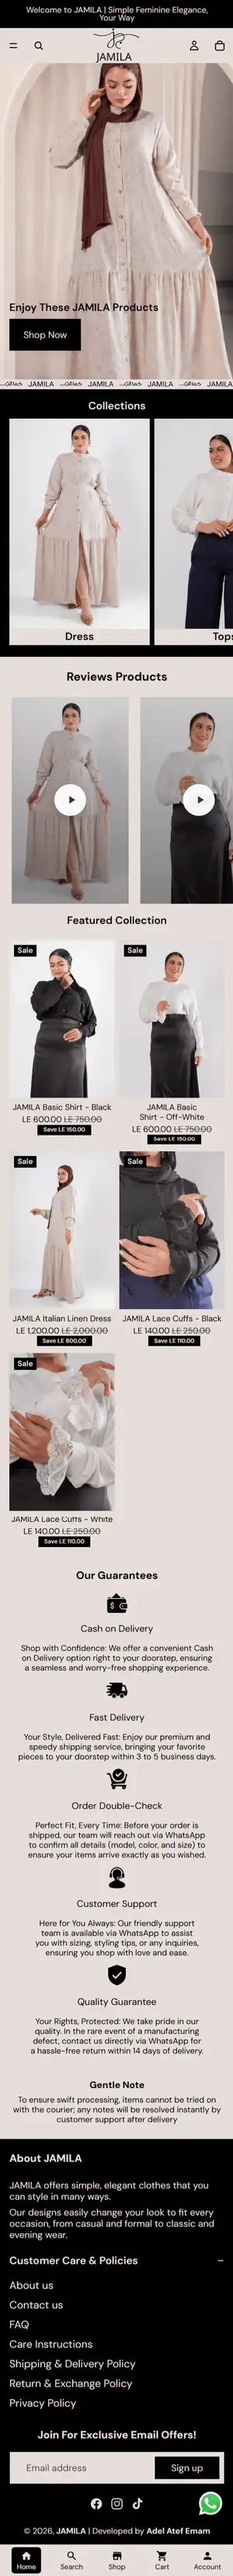 Welcome to JAMILA | Simple Feminine Elegance,
Your Way
JAMILA
Enjoy These JAMILA Products
Shop Now
JAMILA JAMILA JAMILA JAMILA
Collections
Dress
Tops
Reviews Products
Featured Collection
Sale
Sale
JAMILA Basic Shirt - Black
LE 600.00 LE 750.00
Save LE 150.00
JAMILA Basic
Shirt - Off-White
LE 600.00 LE 750.00
Save LE 150.00
Sale
Sale
JAMILA Italian Linen Dress
LE 1,200.00 LE 2,000.00
Save LE 800.00
JAMILA Lace Cuffs - Black
LE 140.00 LE 250.00
Save LE 110.00
Sale
JAMILA Lace Cuffs - White
LE 140.00 LE 250.00
Save LE 110.00
Our Guarantees
Cash on Delivery
Shop with Confidence: We offer a convenient Cash
on Delivery option right to your doorstep, ensuring
a seamless and worry-free shopping experience.
Fast Delivery
Your Style, Delivered Fast: Enjoy our premium and
speedy shipping service, bringing your favorite
pieces to your doorstep within 3 to 5 business days.
Order Double-Check
Perfect Fit, Every Time: Before your order is
shipped, our team will reach out via WhatsApp
to confirm all details (model, color, and size) to
ensure your items arrive exactly as you wished.
Customer Support
Here for You Always: Our friendly support
team is available via WhatsApp to assist
you with sizing, styling tips, or any inquiries,
ensuring you shop with love and ease.
Quality Guarantee
Your Rights, Protected: We take pride in our
quality. In the rare event of a manufacturing
defect, contact us directly via WhatsApp for
a hassle-free return within 14 days of delivery.
Gentle Note
To ensure swift processing, items cannot be tried on
with the courier; any notes will be resolved instantly by
customer support after delivery
About JAMILA
JAMILA offers simple, elegant clothes that you
can style in many ways.
Our designs easily change your look to fit every
occasion, from casual and formal to classic and
evening wear.
Customer Care & Policies
About us
Contact us
FAQ
Care Instructions
Shipping & Delivery Policy
Return & Exchange Policy
Privacy Policy
Join For Exclusive Email Offers!
Email address
Sign up
© 2026, JAMILA | Developed by Adel Atef Emam
Home
Search
Shop
Cart
Account